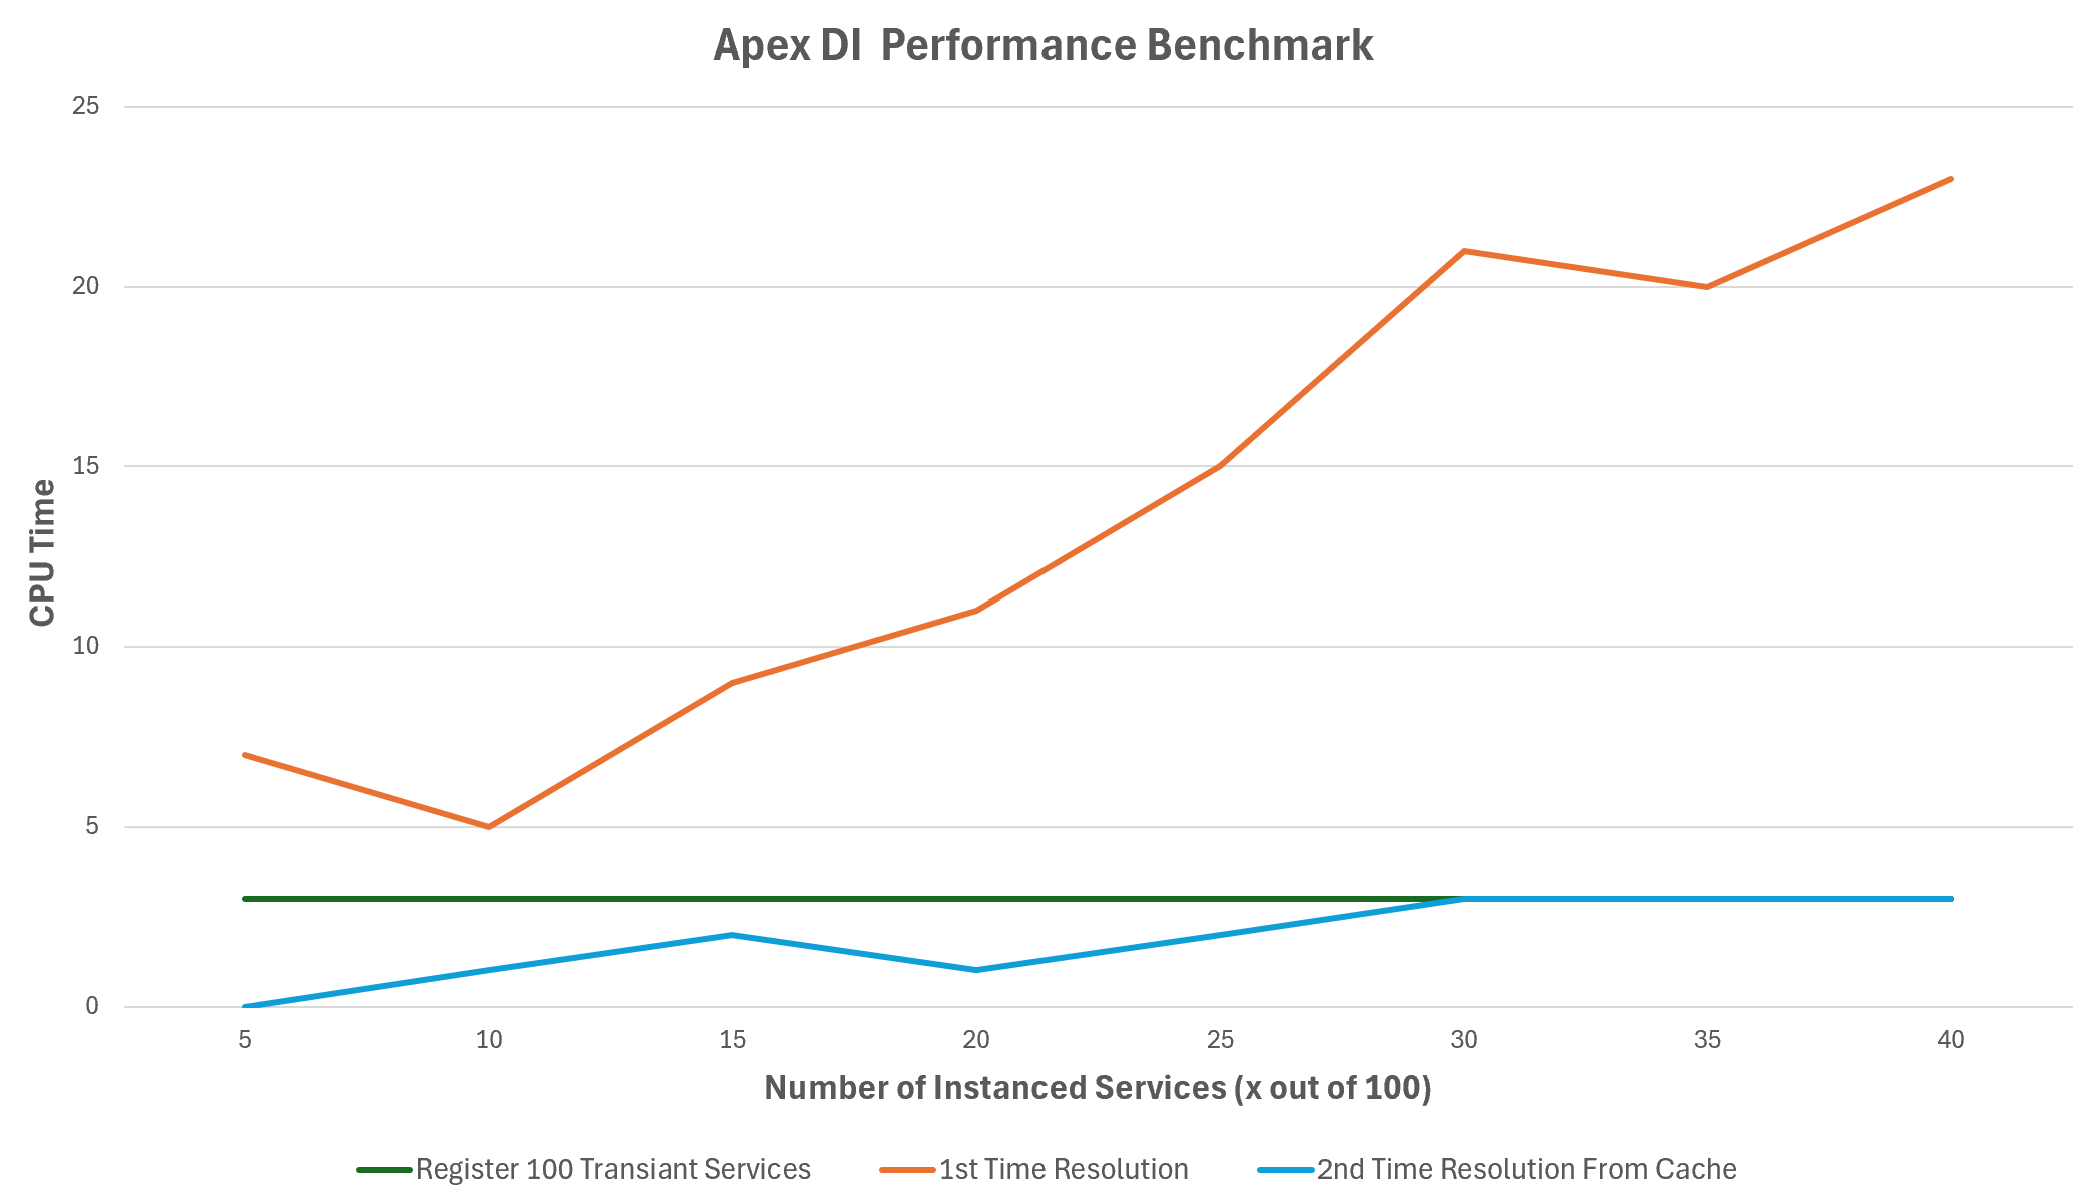 Apex DI  Performance Benchmark
25
20
15
10
5
0
CPU Time
5 10 15 20 25 30 35 40
Number of Instanced Services (x out of 100)
Register 100 Transiant Services 1st Time Resolution 2nd Time Resolution From Cache